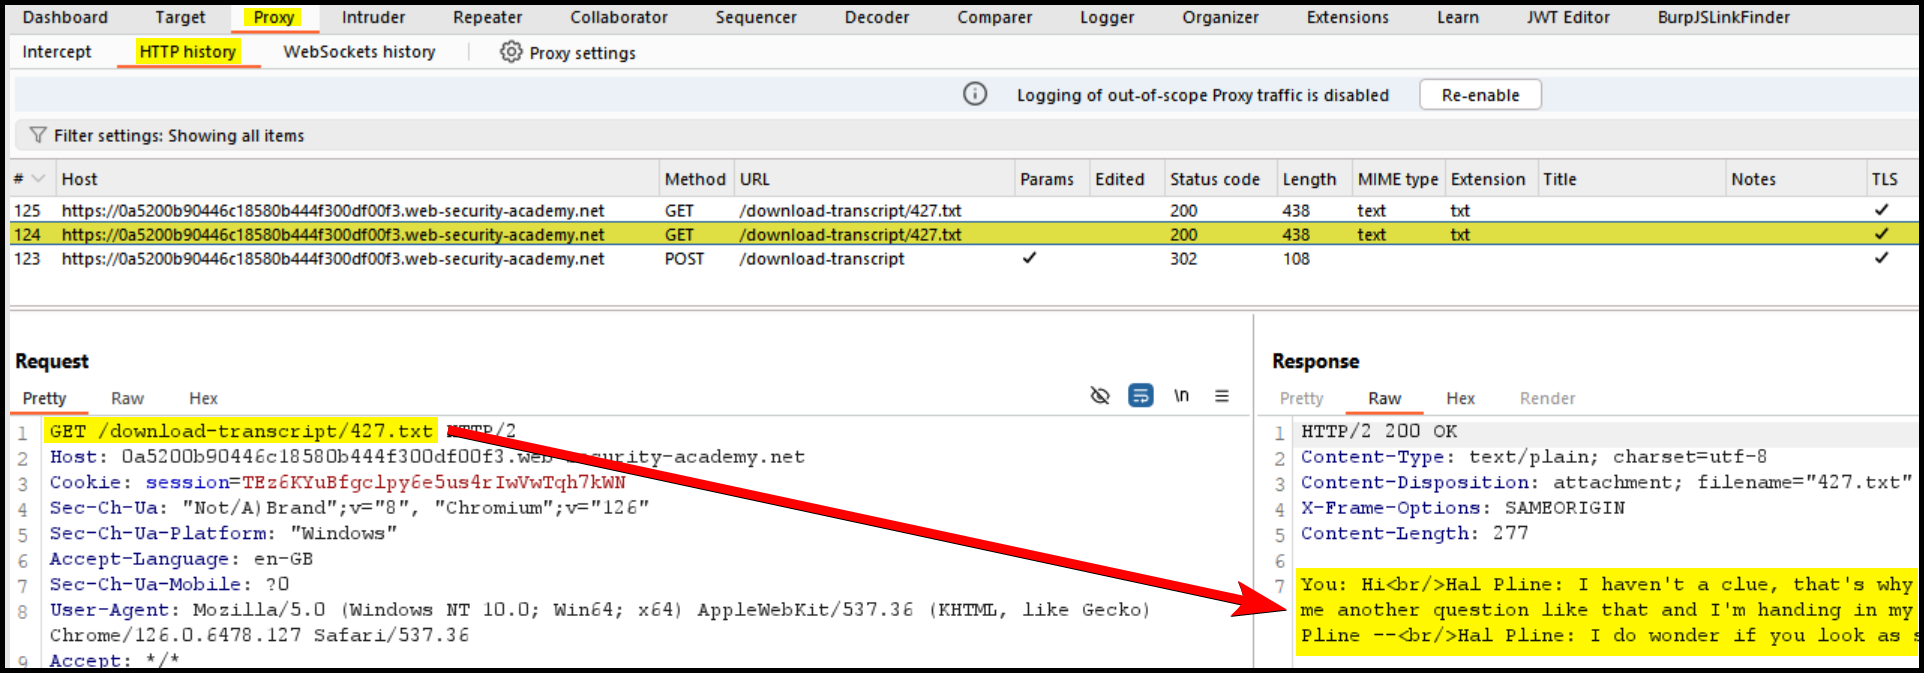 Dashboard Target Proxy Intruder Repeater Collaborator Sequencer Decoder Comparer Logger Organizer Extensions Learn JWT Editor BurpJSLinkFinder
Intercept HTTP history WebSockets history Proxy settings
Logging of out-of-scope Proxy traffic is disabled Re-enable
Filter settings: Showing all items
# Host Method URL Params Edited Status code Length MIME type Extension Title Notes TLS
125 https://0a5200b90446c18580b444f300df00f3.web-security-academy.net GET /download-transcript/427.txt 200 438 text txt ✓
124 https://0a5200b90446c18580b444f300df00f3.web-security-academy.net GET /download-transcript/427.txt 200 438 text txt ✓
123 https://0a5200b90446c18580b444f300df00f3.web-security-academy.net POST /download-transcript ✓ 302 108 ✓
Request
Pretty Raw Hex \n
1 GET /download-transcript/427.txt HTTP/2
2 Host: 0a5200b90446c18580b444f300df00f3.web-security-academy.net
3 Cookie: session=TEz6KYuBfgclpy6e5us4rIwVwTqh7kWN
4 Sec-Ch-Ua: "Not/A)Brand";v="8", "Chromium";v="126"
5 Sec-Ch-Ua-Platform: "Windows"
6 Accept-Language: en-GB
7 Sec-Ch-Ua-Mobile: ?0
8 User-Agent: Mozilla/5.0 (Windows NT 10.0; Win64; x64) AppleWebKit/537.36 (KHTML, like Gecko)
Chrome/126.0.6478.127 Safari/537.36
9 Accept: */*
Response
Pretty Raw Hex Render
1 HTTP/2 200 OK
2 Content-Type: text/plain; charset=utf-8
3 Content-Disposition: attachment; filename="427.txt"
4 X-Frame-Options: SAMEORIGIN
5 Content-Length: 277
6
7 You: Hi<br/>Hal Pline: I haven't a clue, that's why
me another question like that and I'm handing in my
Pline --<br/>Hal Pline: I do wonder if you look as s